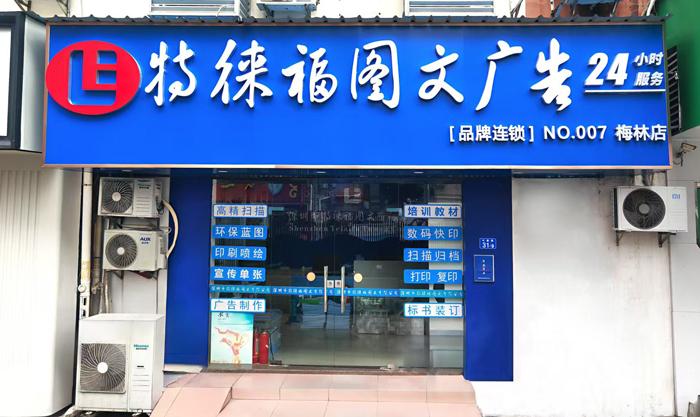 特徕福图文广告
24小时服务
[品牌连锁] NO.007 梅林店
高精扫描
环保蓝图
印刷喷绘
宣传单张
广告制作
培训教材
数码快印
扫描归档
打印 复印
标书装订
AUX
Hisense
31